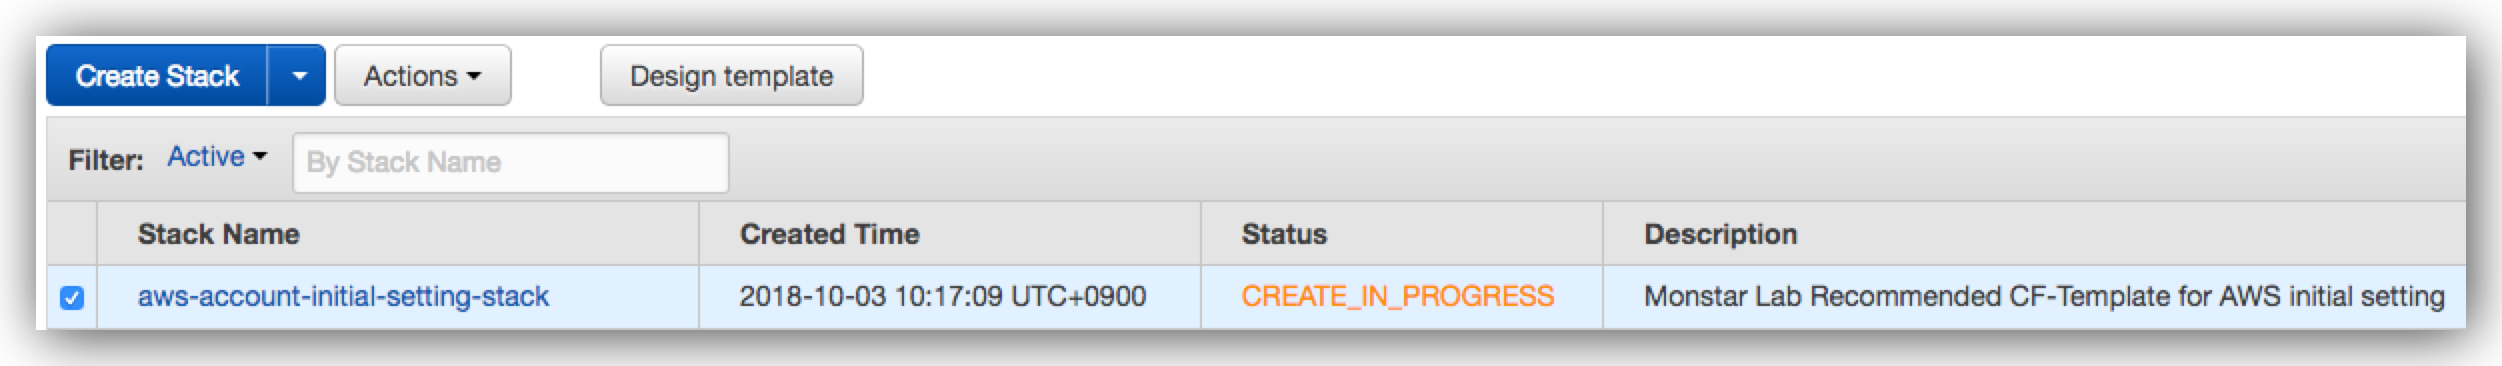 Create Stack Actions Design template
Filter: Active By Stack Name
Stack Name Created Time Status Description
aws-account-initial-setting-stack 2018-10-03 10:17:09 UTC+0900 CREATE_IN_PROGRESS Monstar Lab Recommended CF-Template for AWS initial setting